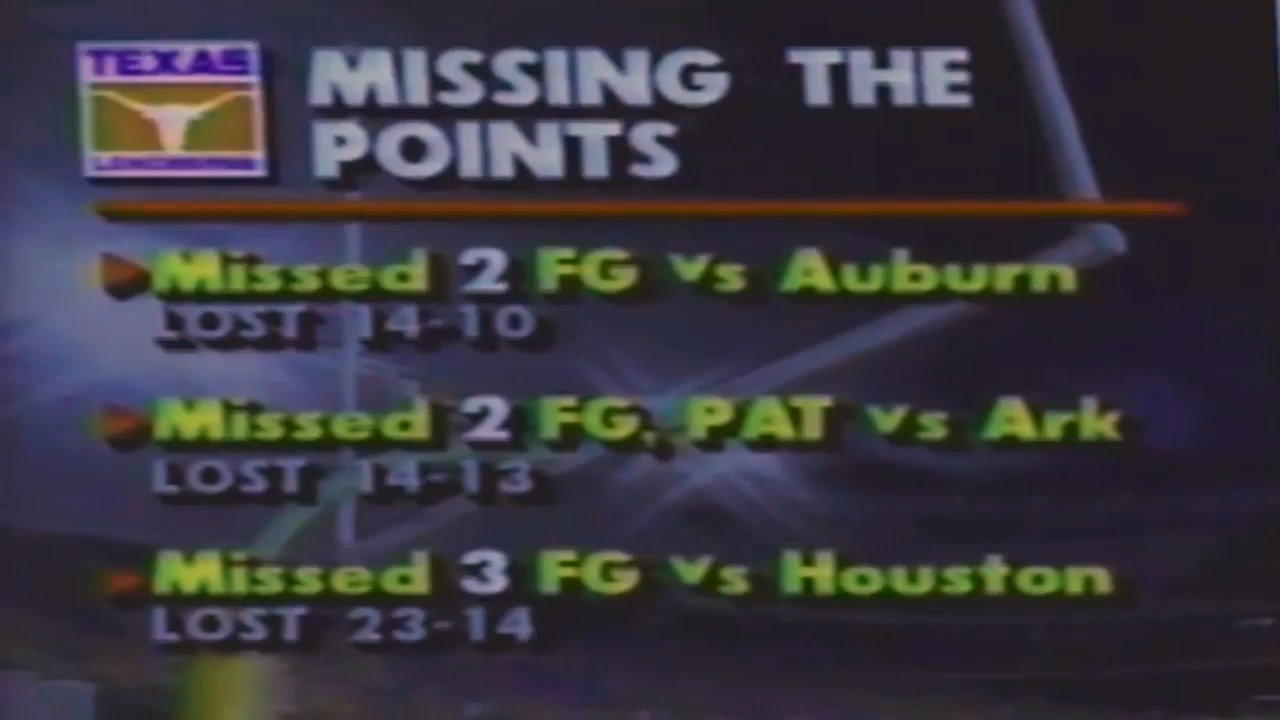 TEXAS
LONGHORNS
MISSING THE
POINTS
Missed 2 FG vs Auburn
LOST 14-10
Missed 2 FG, PAT vs Ark
LOST 14-13
Missed 3 FG vs Houston
LOST 23-14